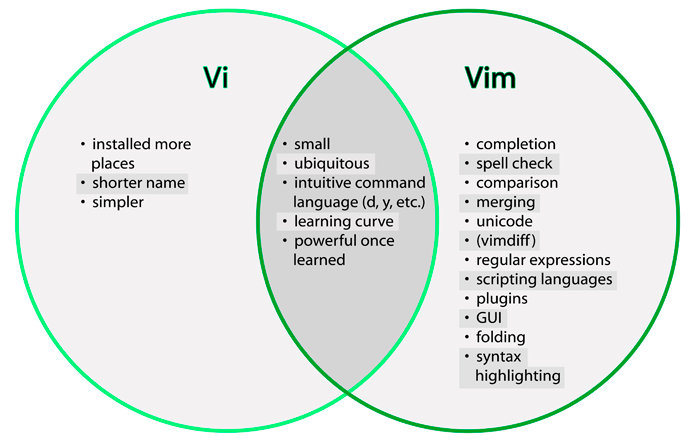 Vi
• installed more
places
• shorter name
• simpler
• small
• ubiquitous
• intuitive command
language (d, y, etc.)
• learning curve
• powerful once
learned
Vim
• completion
• spell check
• comparison
• merging
• unicode
• (vimdiff)
• regular expressions
• scripting languages
• plugins
• GUI
• folding
• syntax
highlighting